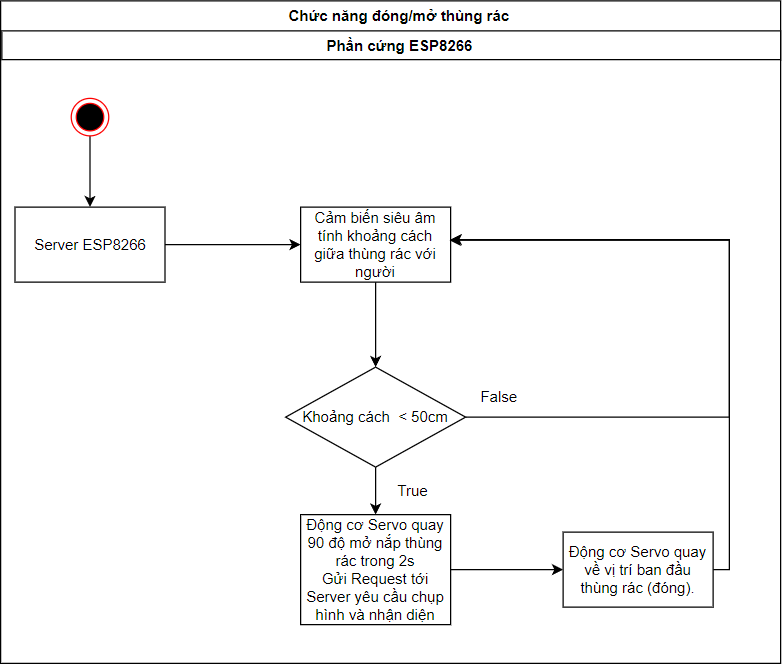 Chức năng đóng/mở thùng rác
Phần cứng ESP8266
Server ESP8266
Cảm biến siêu âm
tính khoảng cách
giữa thùng rác với
người
Khoảng cách < 50cm
False
True
Động cơ Servo quay
90 độ mở nắp thùng
rác trong 2s
Gửi Request tới
Server yêu cầu chụp
hình và nhận diện
Động cơ Servo quay
về vị trí ban đầu
thùng rác (đóng).